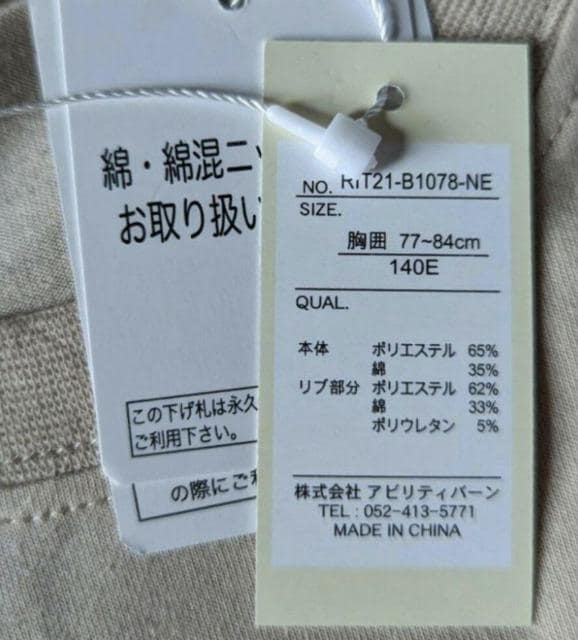 綿・綿混ニッ
お取り扱い
この下げ札は永久
ご利用下さい。
の際にご利
NO. RIT21-B1078-NE
SIZE.
胸囲 77~84cm
140E
QUAL.
本体 ポリエステル 65%
綿 35%
リブ部分 ポリエステル 62%
綿 33%
ポリウレタン 5%
株式会社 アビリティバーン
TEL : 052-413-5771
MADE IN CHINA